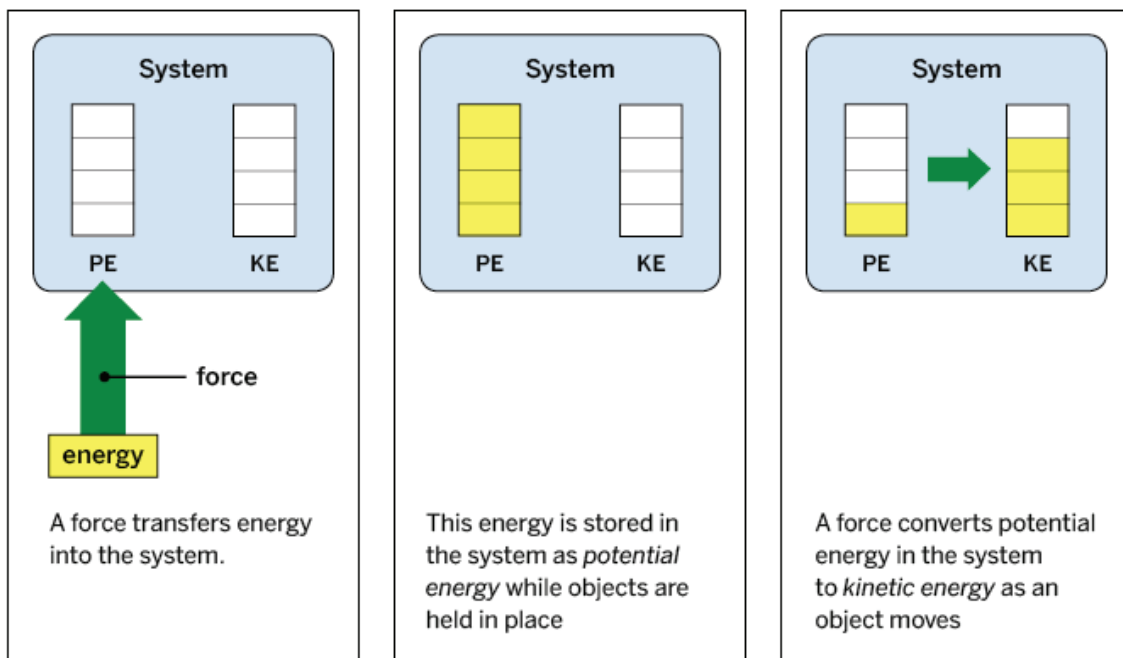 System
PE
KE
force
energy
A force transfers energy
into the system.
System
PE
KE
This energy is stored in
the system as potential
energy while objects are
held in place
System
PE
KE
A force converts potential
energy in the system
to kinetic energy as an
object moves